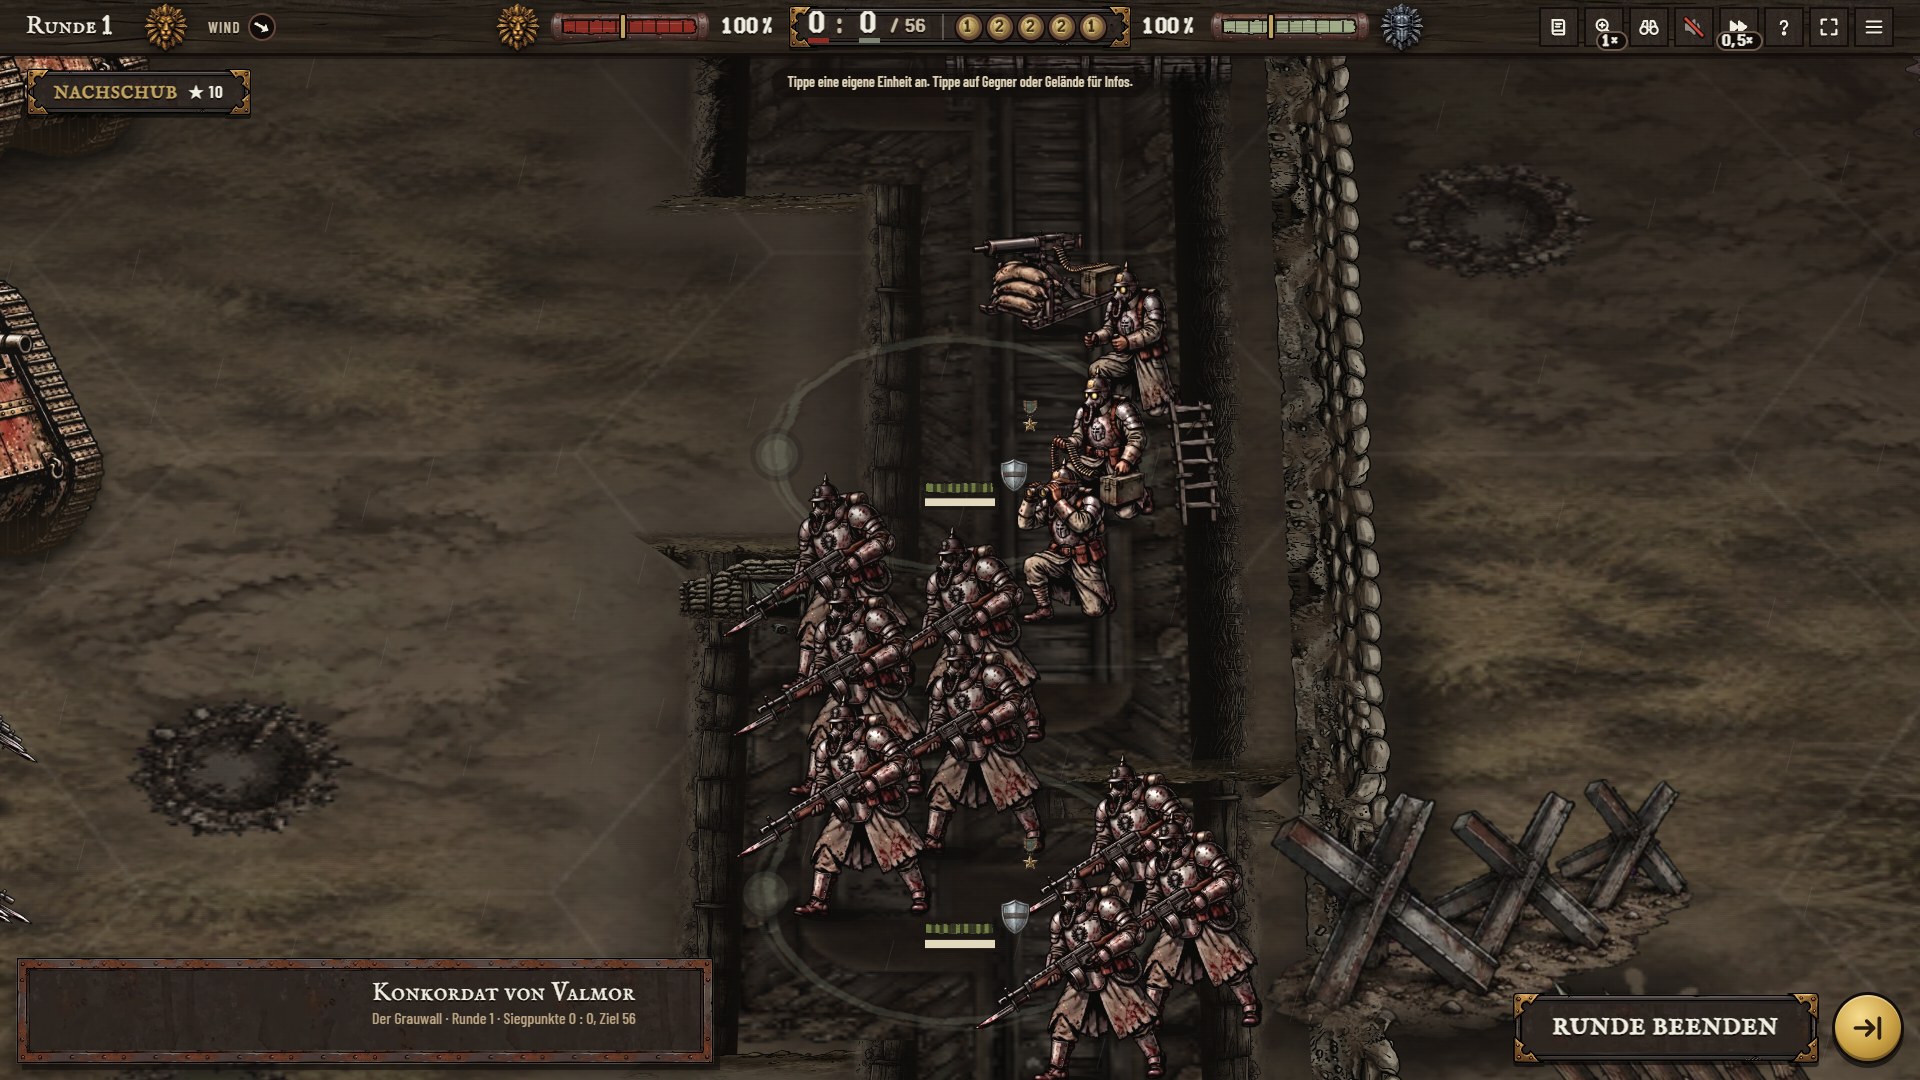 RUNDE 1
WIND
100 %
0 : 0 / 56
1 2 2 2 1
100 %
1×
0,5×
?
NACHSCHUB ★ 10
Tippe eine eigene Einheit an. Tippe auf Gegner oder Gelände für Infos.
KONKORDAT VON VALMOR
Der Grauwall · Runde 1 · Siegpunkte 0 : 0, Ziel 56
RUNDE BEENDEN